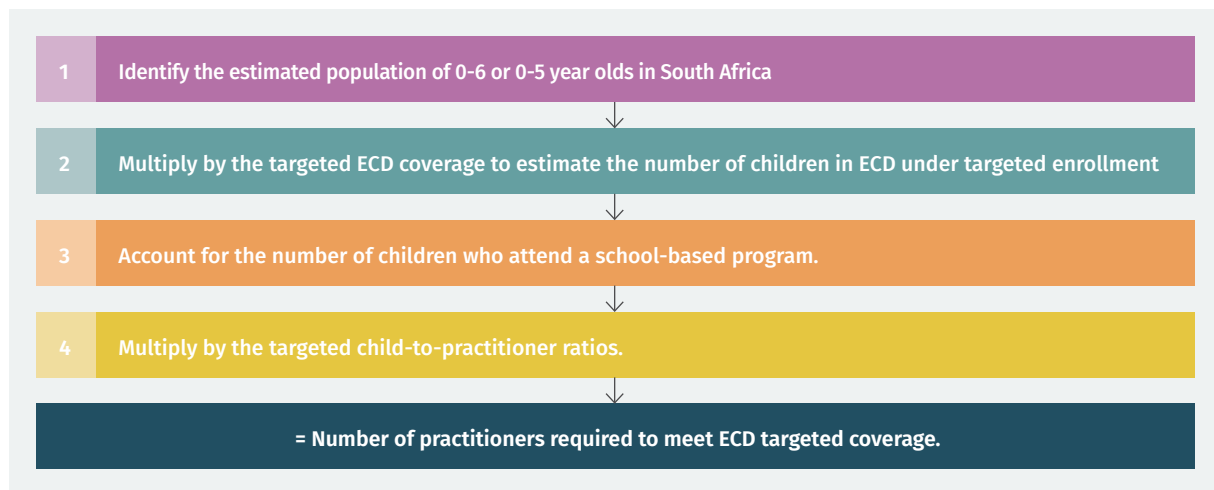 1
Identify the estimated population of 0-6 or 0-5 year olds in South Africa
2
Multiply by the targeted ECD coverage to estimate the number of children in ECD under targeted enrollment
3
Account for the number of children who attend a school-based program.
4
Multiply by the targeted child-to-practitioner ratios.
= Number of practitioners required to meet ECD targeted coverage.